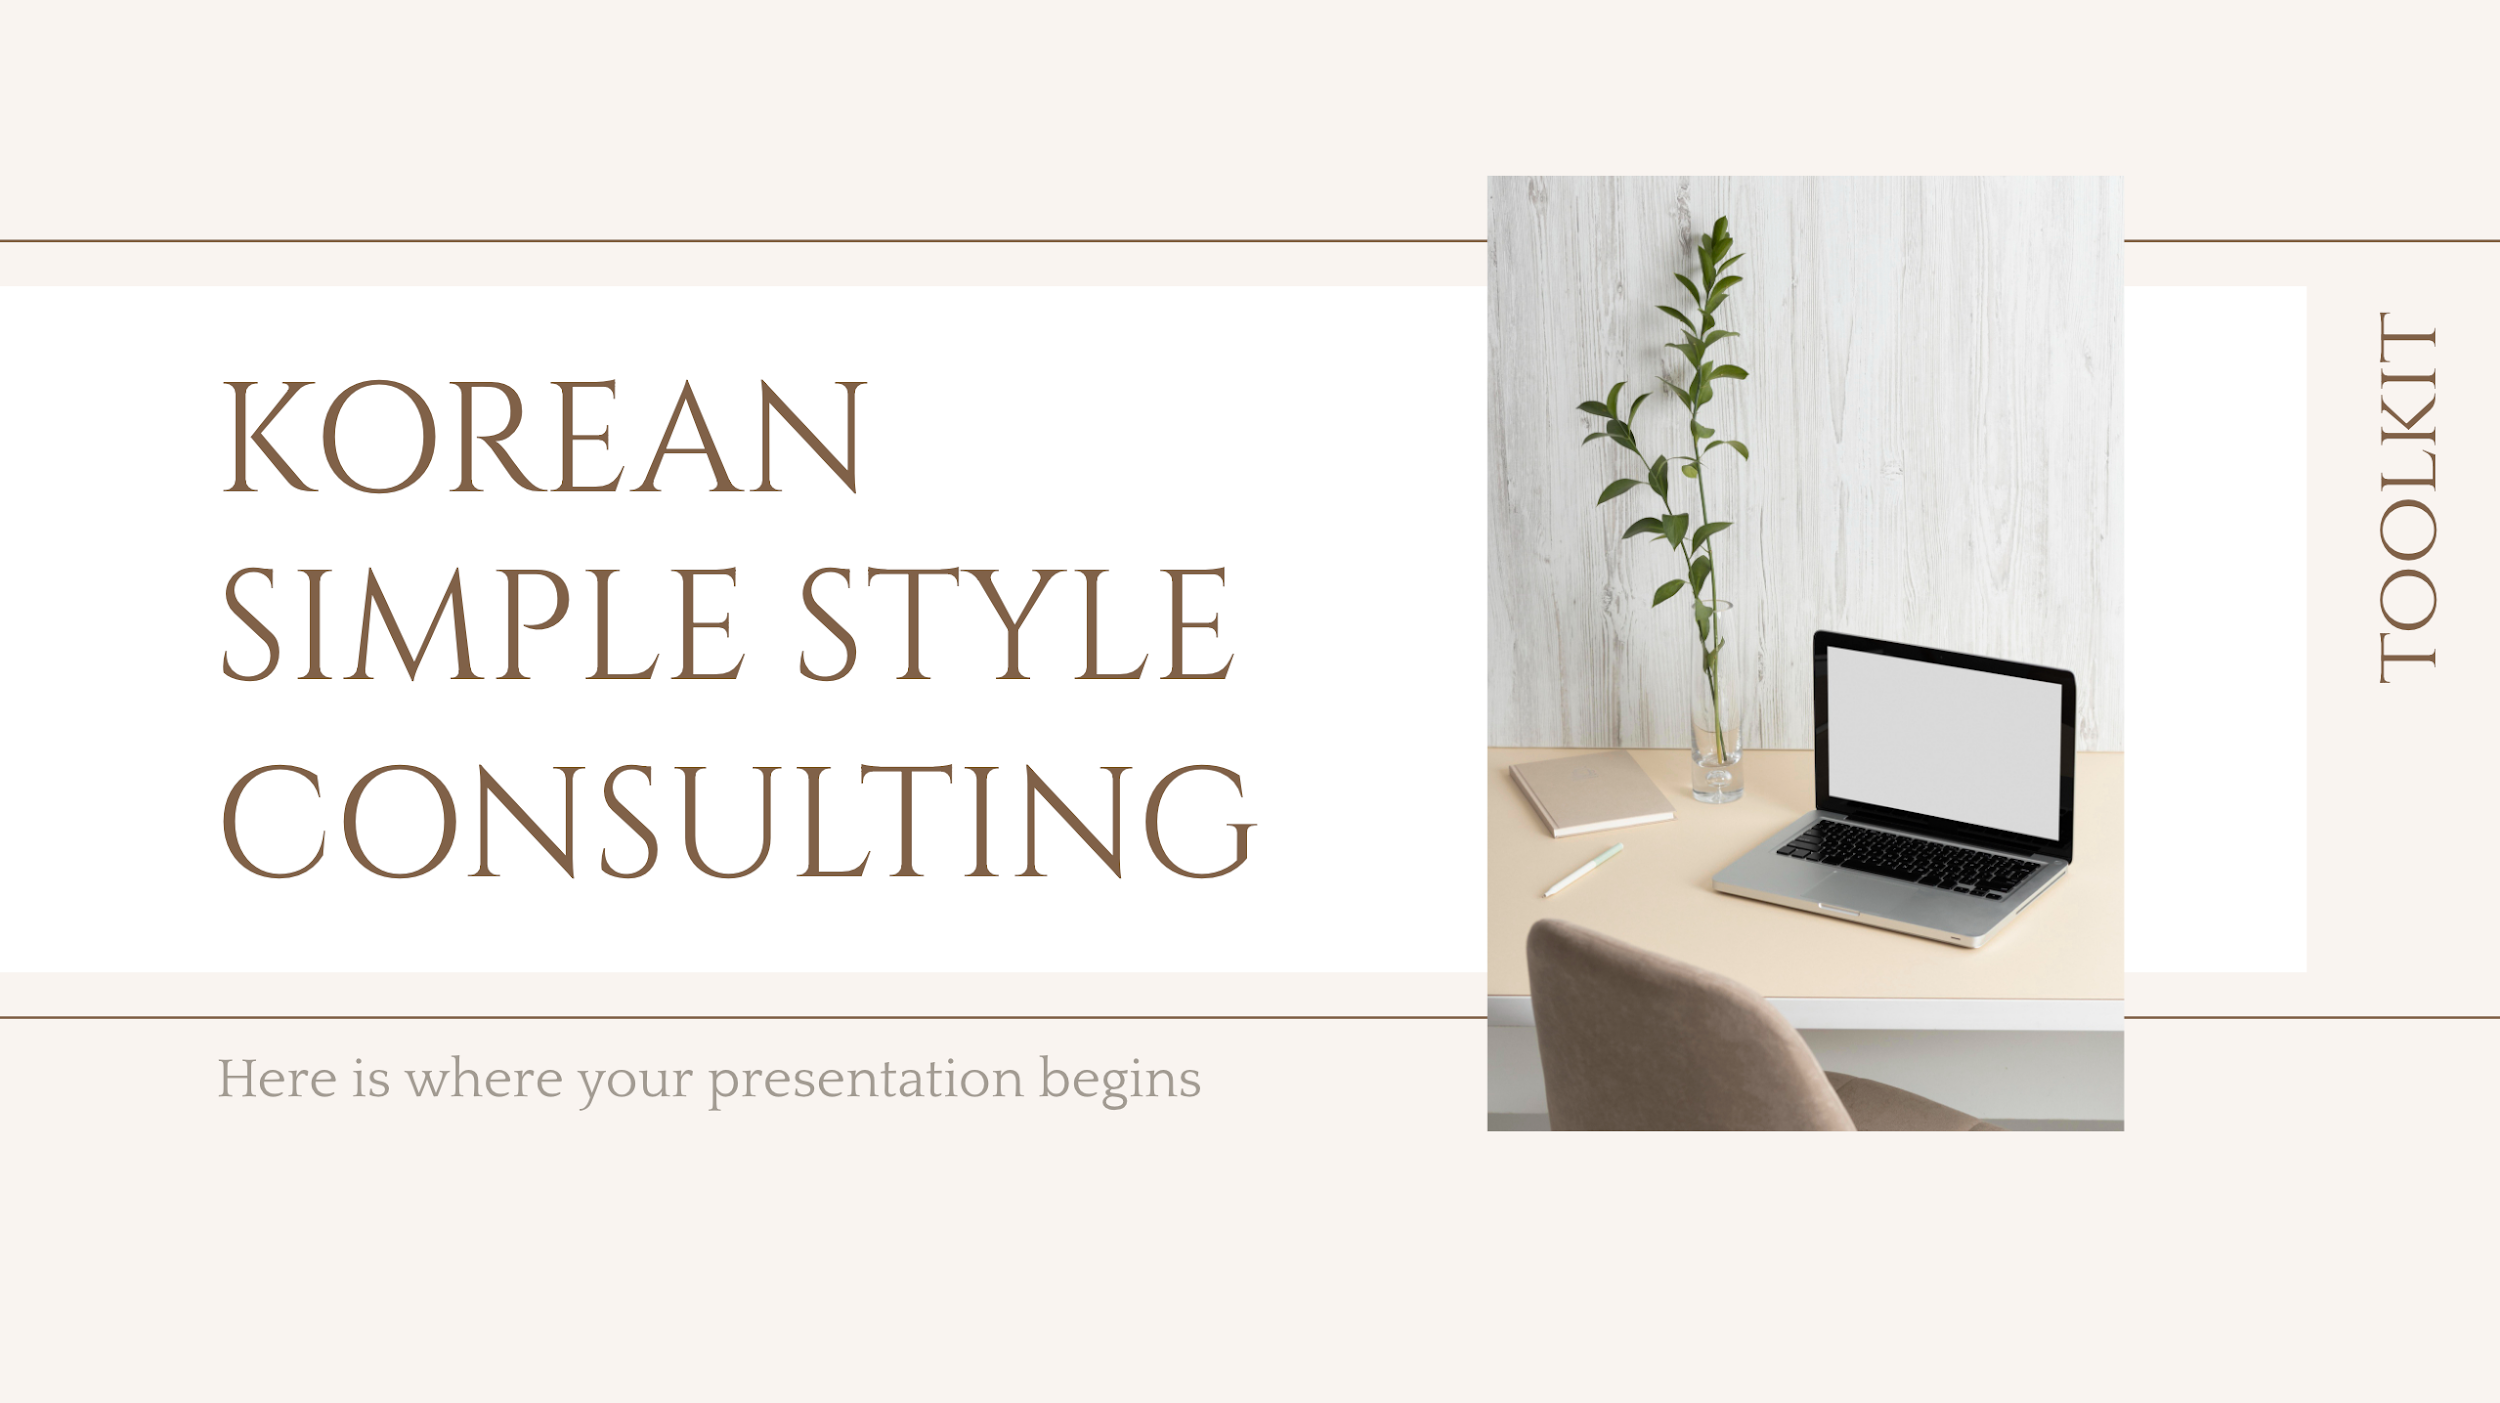 KOREAN
SIMPLE STYLE
CONSULTING
Here is where your presentation begins
TOOLKIT